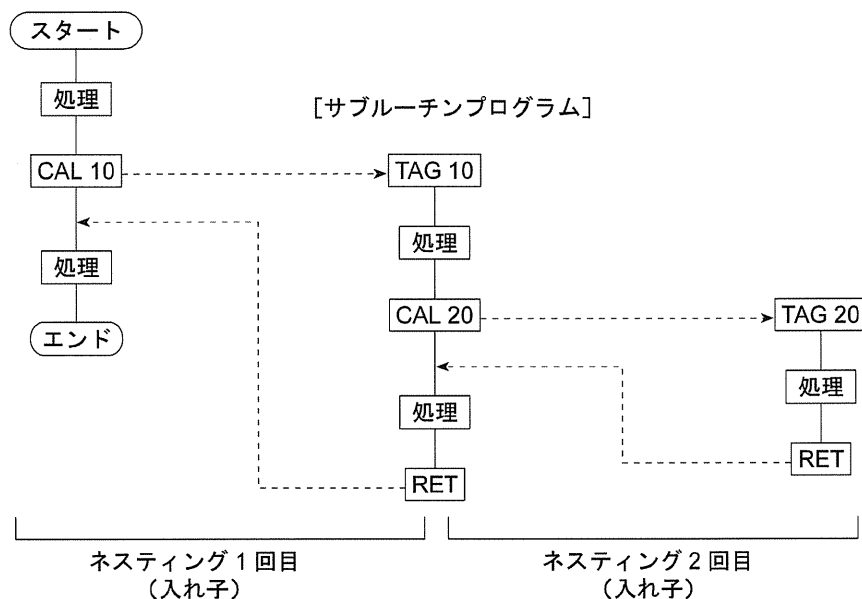 スタート
処理
[サブルーチンプログラム]
CAL 10
TAG 10
処理
処理
CAL 20
TAG 20
エンド
処理
処理
RET
RET
ネスティング1回目
(入れ子)
ネスティング2回目
(入れ子)